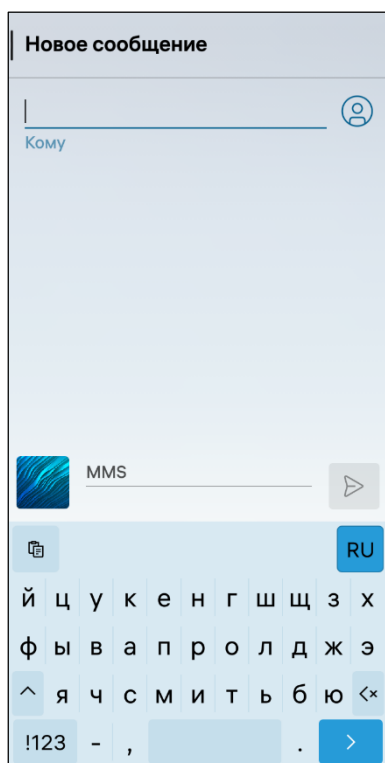 Новое сообщение
Кому
MMS
RU
й ц у к е н г ш щ з х
ф ы в а п р о л д ж э
я ч с м и т ь б ю
!123 - , .